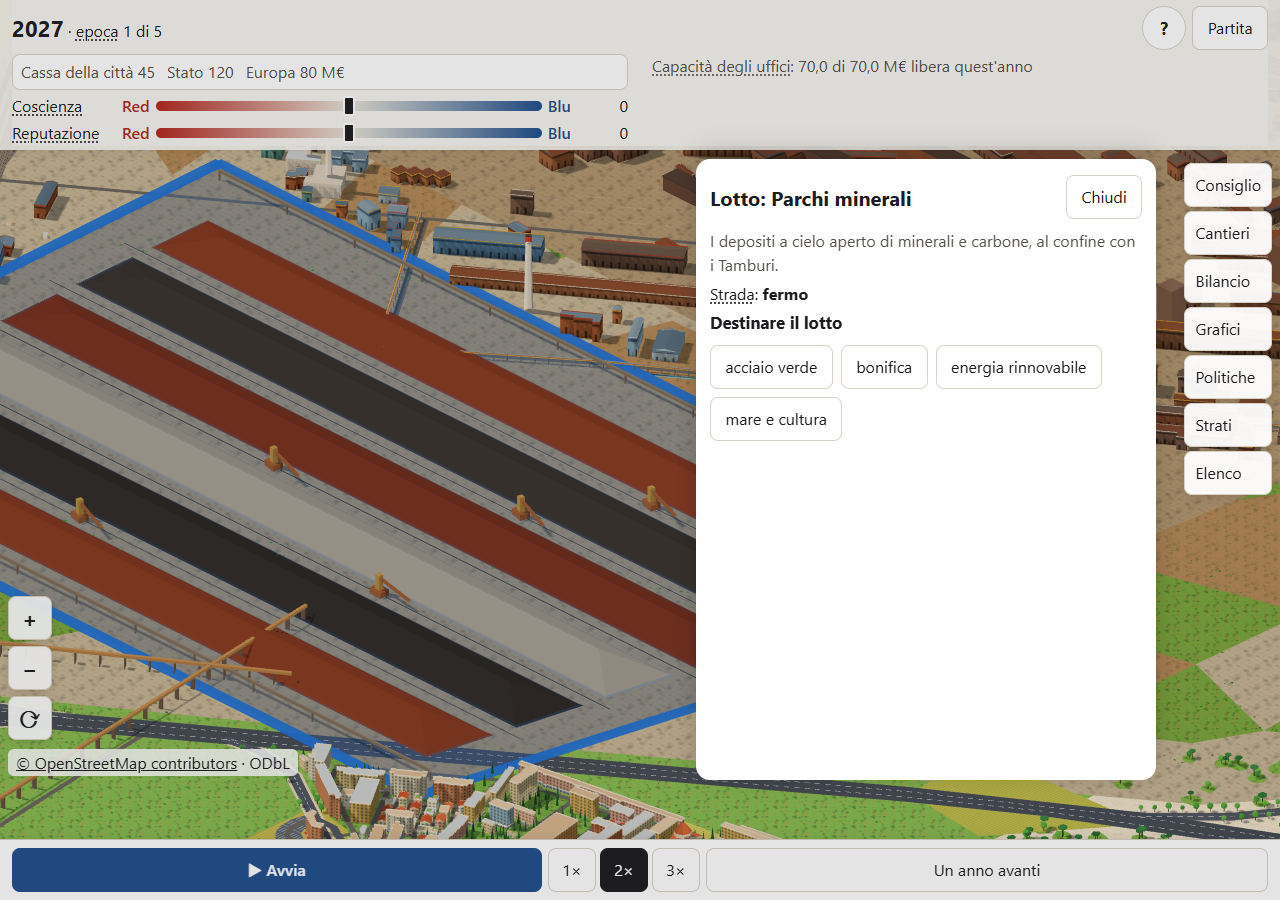 2027 · epoca 1 di 5
?
Partita
Cassa della città 45 Stato 120 Europa 80 M€
Capacità degli uffici: 70,0 di 70,0 M€ libera quest'anno
Coscienza Red Blu 0
Reputazione Red Blu 0
Lotto: Parchi minerali
Chiudi
I depositi a cielo aperto di minerali e carbone, al confine con
i Tamburi.
Strada: fermo
Destinare il lotto
acciaio verde
bonifica
energia rinnovabile
mare e cultura
Consiglio
Cantieri
Bilancio
Grafici
Politiche
Strati
Elenco
+
−
⟳
© OpenStreetMap contributors · ODbL
▶ Avvia
1×
2×
3×
Un anno avanti